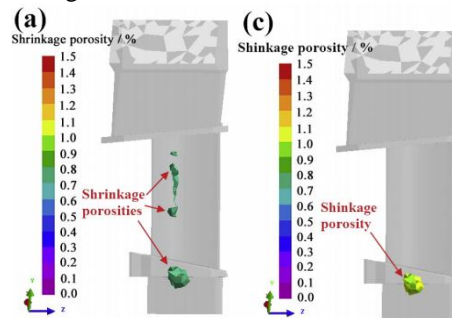 (a)
Shrinkage porosity / %
1.5
1.4
1.3
1.2
1.1
1.0
0.9
0.8
0.7
0.6
0.5
0.4
0.3
0.2
0.1
0.0
Shrinkage
porosities
Y
Z
(c)
Shinkage porosity / %
1.5
1.4
1.3
1.2
1.1
1.0
0.9
0.8
0.7
0.6
0.5
0.4
0.3
0.2
0.1
0.0
Shinkage
porosity
Y
Z